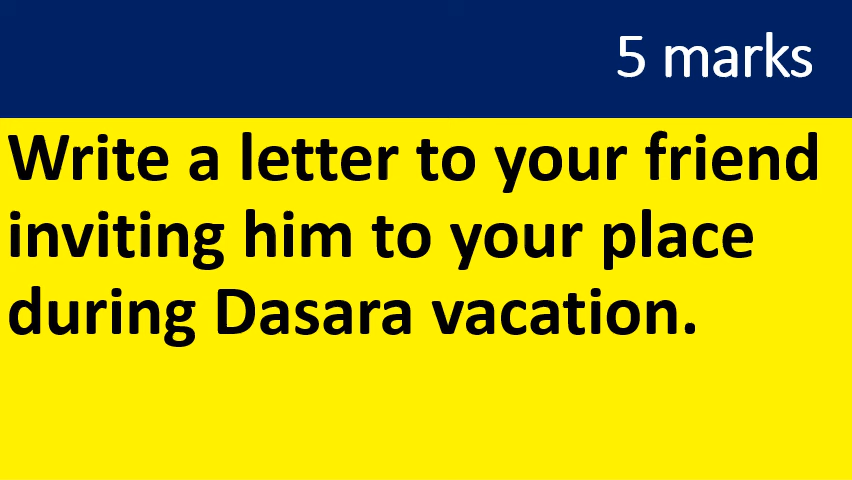 5 marks
Write a letter to your friend
inviting him to your place
during Dasara vacation.